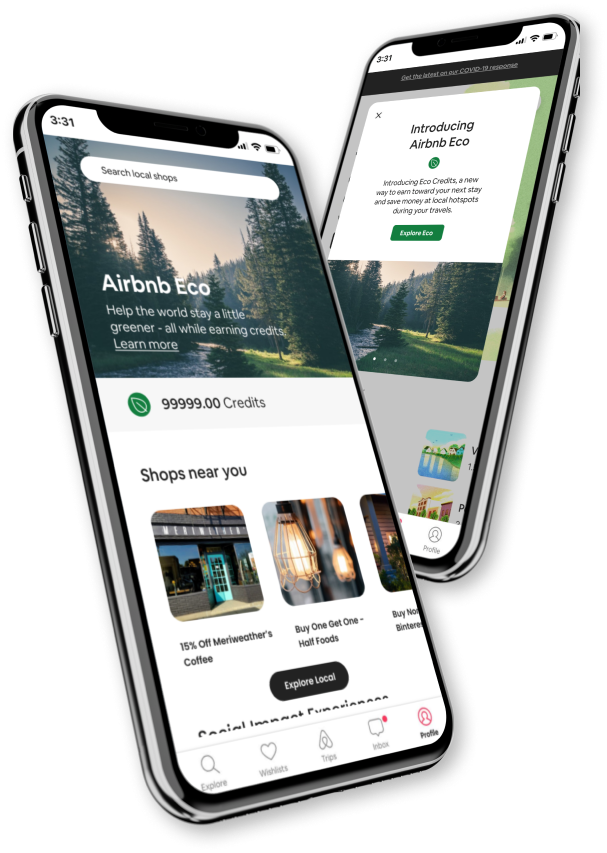 3:31
Search local shops
Airbnb Eco
Help the world stay a little
greener - all while earning credits.
Learn more
99999.00 Credits
Shops near you
MERIWEATHER
15% Off Meriweather's
Coffee
Buy One Get One -
Half Foods
Buy
Explore Local
Social Impact Experiences
Explore
Wishlists
Trips
Inbox
Profile
3:31
Get the latest on our COVID-19 response
Introducing
Airbnb Eco
Introducing Eco Credits, a new
way to earn toward your next stay
and save money at local hotspots
during your travels.
Explore Eco
Profile